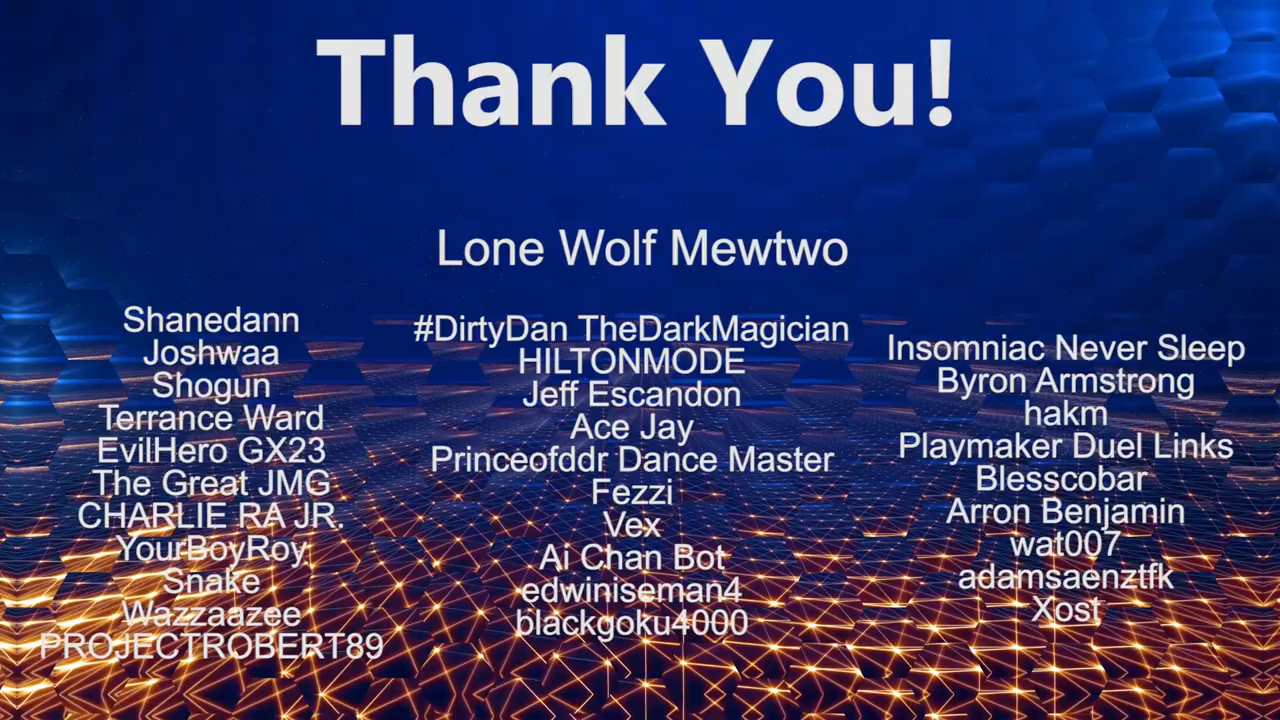 Thank You!
Lone Wolf Mewtwo
Shanedann
Joshwaa
Shogun
Terrance Ward
EvilHero GX23
The Great JMG
CHARLIE RA JR.
YourBoyRoy
Snake
Wazzaazee
PROJECTROBERT89
#DirtyDan TheDarkMagician
HILTONMODE
Jeff Escandon
Ace Jay
Princeofddr Dance Master
Fezzi
Vex
Ai Chan Bot
edwiniseman4
blackgoku4000
Insomniac Never Sleep
Byron Armstrong
hakm
Playmaker Duel Links
Blesscobar
Arron Benjamin
wat007
adamsaenztfk
Xost